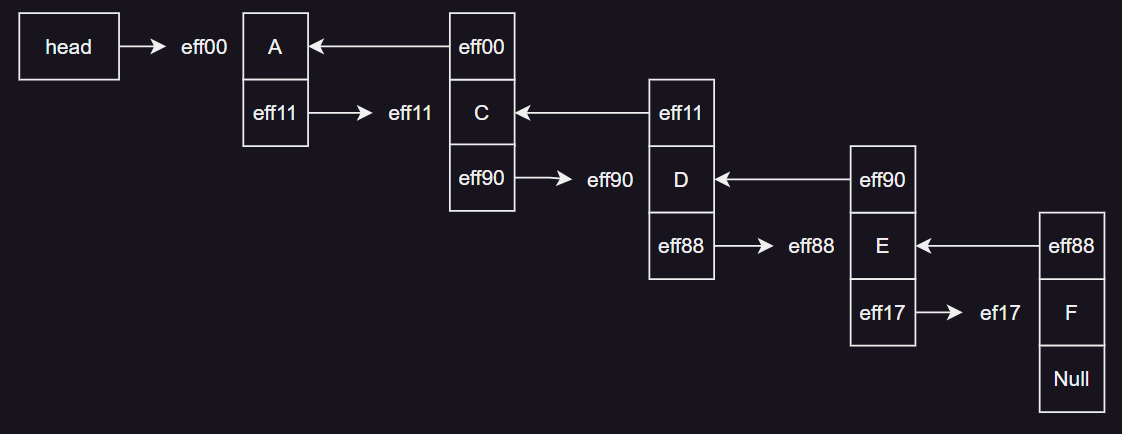 head eff00 A eff00
eff11 eff11 C eff11
eff90 eff90 D eff90
eff88 eff88 E eff88
eff17 ef17 F
Null